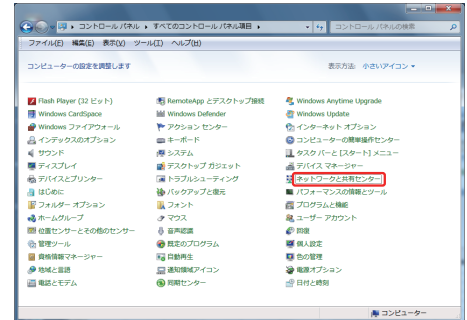 コントロール パネル ▸ すべてのコントロール パネル項目 ▸
コントロール パネルの検索
ファイル(F) 編集(E) 表示(V) ツール(T) ヘルプ(H)
コンピューターの設定を調整します
表示方法: 小さいアイコン
Flash Player (32 ビット) RemoteApp とデスクトップ接続 Windows Anytime Upgrade
Windows CardSpace Windows Defender Windows Update
Windows ファイアウォール アクション センター インターネット オプション
インデックスのオプション キーボード コンピューターの簡単操作センター
サウンド システム タスク バーと [スタート] メニュー
ディスプレイ デスクトップ ガジェット デバイス マネージャー
デバイスとプリンター トラブルシューティング ネットワークと共有センター
はじめに バックアップと復元 パフォーマンスの情報とツール
フォルダー オプション フォント プログラムと機能
ホームグループ マウス ユーザー アカウント
位置センサーとその他のセンサー 音声認識 回復
管理ツール 既定のプログラム 個人設定
資格情報マネージャー 自動再生 色の管理
地域と言語 通知領域アイコン 電源オプション
電話とモデム 同期センター 日付と時刻
コンピューター